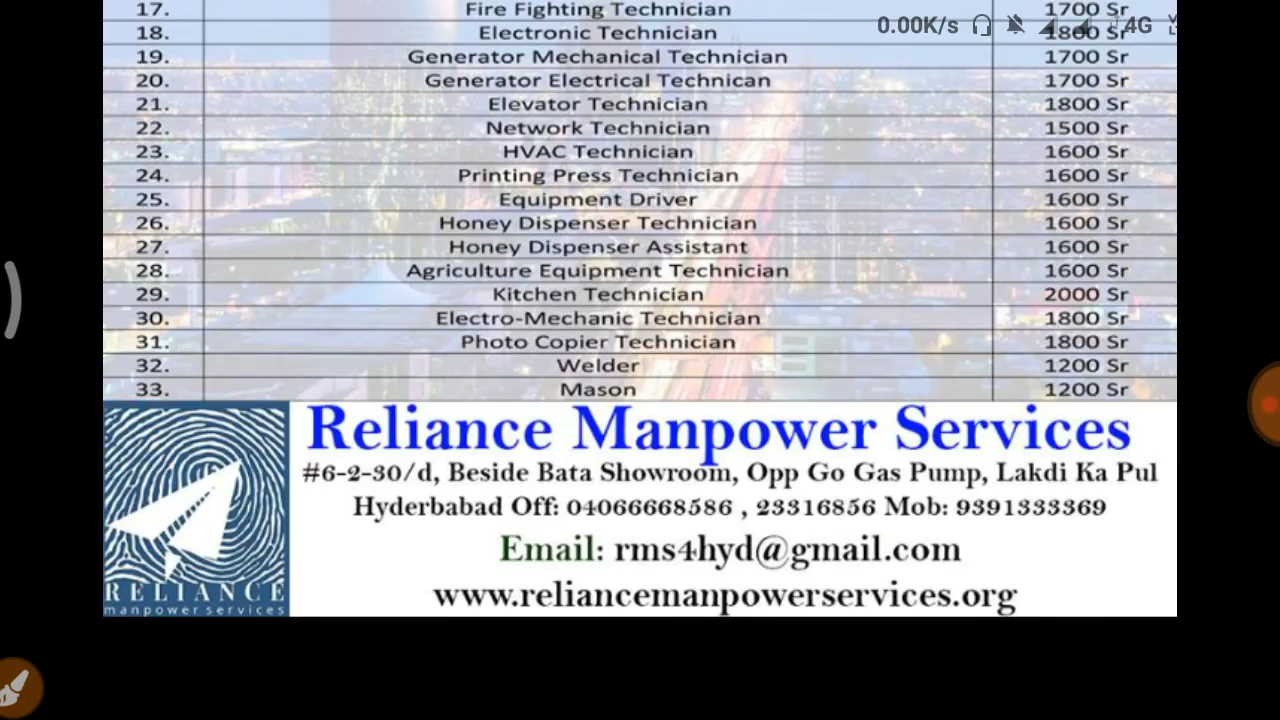 17. Fire Fighting Technician 1700 Sr
0.00K/s 4G
18. Electronic Technician 1800 Sr
19. Generator Mechanical Technician 1700 Sr
20. Generator Electrical Technican 1700 Sr
21. Elevator Technician 1800 Sr
22. Network Technician 1500 Sr
23. HVAC Technician 1600 Sr
24. Printing Press Technician 1600 Sr
25. Equipment Driver 1600 Sr
26. Honey Dispenser Technician 1600 Sr
27. Honey Dispenser Assistant 1600 Sr
28. Agriculture Equipment Technician 1600 Sr
29. Kitchen Technician 2000 Sr
30. Electro-Mechanic Technician 1800 Sr
31. Photo Copier Technician 1800 Sr
32. Welder 1200 Sr
33. Mason 1200 Sr
Reliance Manpower Services
#6-2-30/d, Beside Bata Showroom, Opp Go Gas Pump, Lakdi Ka Pul
Hyderbabad Off: 04066668586 , 23316856 Mob: 9391333369
Email: rms4hyd@gmail.com
www.reliancemanpowerservices.org
RELIANCE
manpower services